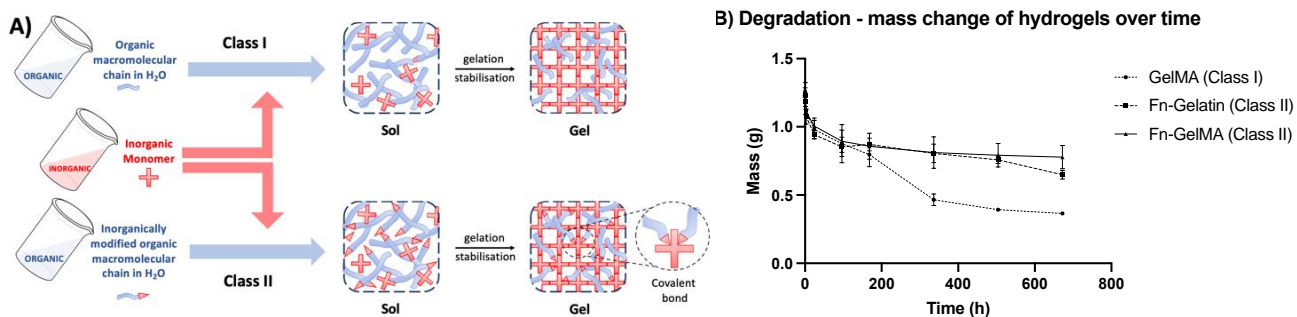 A)
Organic
macromolecular
chain in H₂O
ORGANIC
Class I
Sol
gelation
stabilisation
Gel
Inorganic
Monomer
INORGANIC
Inorganically
modified organic
macromolecular
chain in H₂O
ORGANIC
Class II
Sol
gelation
stabilisation
Gel
Covalent
bond
B) Degradation - mass change of hydrogels over time
Mass (g)
1.5
1.0
0.5
0.0
0
200
400
600
800
Time (h)
GelMA (Class I)
Fn-Gelatin (Class II)
Fn-GelMA (Class II)